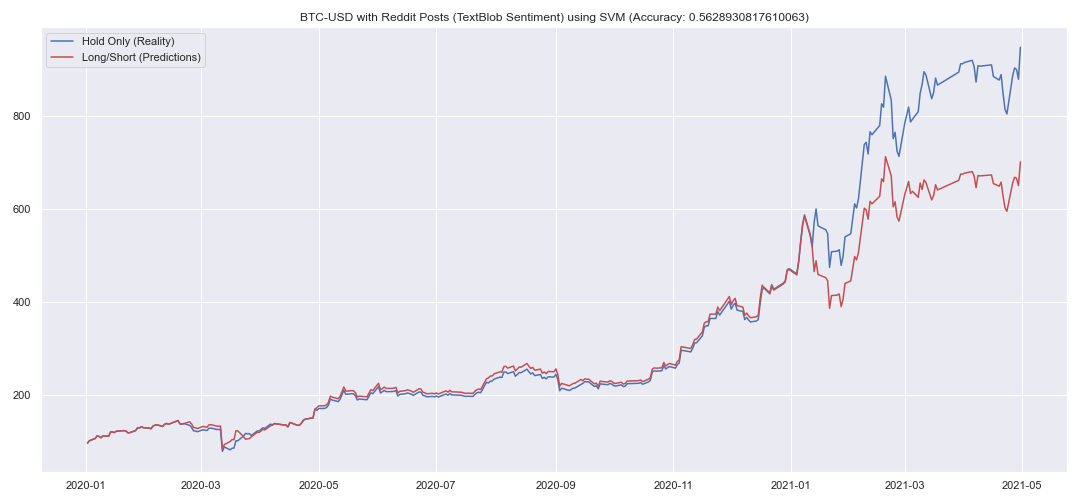 BTC-USD with Reddit Posts (TextBlob Sentiment) using SVM (Accuracy: 0.5628930817610063)
Hold Only (Reality)
Long/Short (Predictions)
800
600
400
200
2020-01 2020-03 2020-05 2020-07 2020-09 2020-11 2021-01 2021-03 2021-05